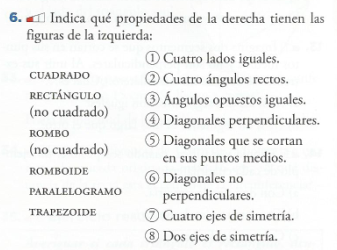 6. Indica qué propiedades de la derecha tienen las
figuras de la izquierda:
CUADRADO
RECTÁNGULO
(no cuadrado)
ROMBO
(no cuadrado)
ROMBOIDE
PARALELOGRAMO
TRAPEZOIDE
① Cuatro lados iguales.
② Cuatro ángulos rectos.
③ Ángulos opuestos iguales.
④ Diagonales perpendiculares.
⑤ Diagonales que se cortan
en sus puntos medios.
⑥ Diagonales no
perpendiculares.
⑦ Cuatro ejes de simetría.
⑧ Dos ejes de simetría.